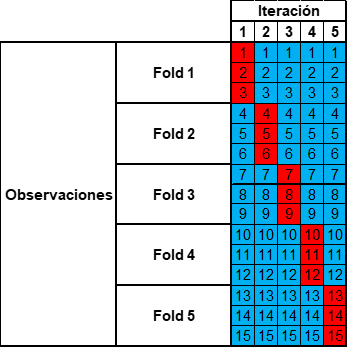 Iteración
1 2 3 4 5
Observaciones
Fold 1
1 1 1 1 1
2 2 2 2 2
3 3 3 3 3
Fold 2
4 4 4 4 4
5 5 5 5 5
6 6 6 6 6
Fold 3
7 7 7 7 7
8 8 8 8 8
9 9 9 9 9
Fold 4
10 10 10 10 10
11 11 11 11 11
12 12 12 12 12
Fold 5
13 13 13 13 13
14 14 14 14 14
15 15 15 15 15